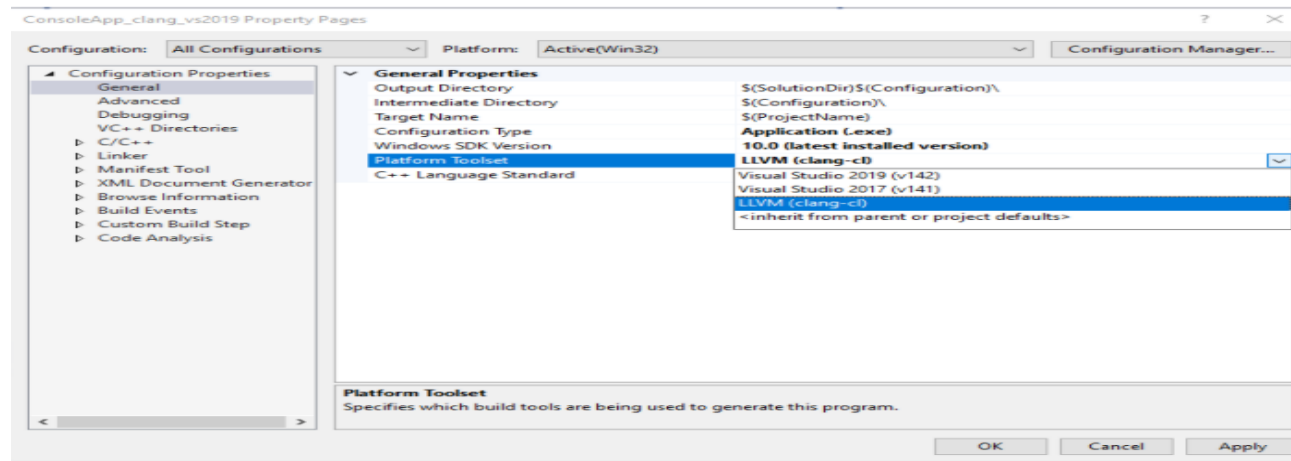 ConsoleApp_clang_vs2019 Property Pages ?
Configuration: All Configurations Platform: Active(Win32) Configuration Manager...
Configuration Properties
General
Advanced
Debugging
VC++ Directories
C/C++
Linker
Manifest Tool
XML Document Generator
Browse Information
Build Events
Custom Build Step
Code Analysis
General Properties
Output Directory $(SolutionDir)$(Configuration)\
Intermediate Directory $(Configuration)\
Target Name $(ProjectName)
Configuration Type Application (.exe)
Windows SDK Version 10.0 (latest installed version)
Platform Toolset LLVM (clang-cl)
C++ Language Standard
Visual Studio 2019 (v142)
Visual Studio 2017 (v141)
LLVM (clang-cl)
<inherit from parent or project defaults>
Platform Toolset
Specifies which build tools are being used to generate this program.
OK Cancel Apply